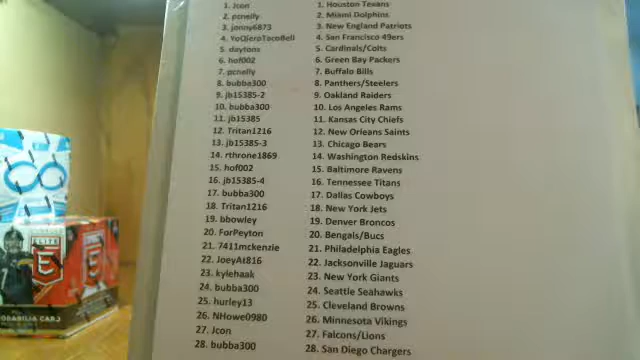 1. Jcon
2. pcnelly
3. jonny6873
4. YoQieroTacoBell
5. daytons
6. hof002
7. pcnelly
8. bubba300
9. jb15385-2
10. bubba300
11. jb15385
12. Tritan1216
13. jb15385-3
14. rthrone1869
15. hof002
16. jb15385-4
17. bubba300
18. Tritan1216
19. bbowley
20. ForPeyton
21. 7411mckenzie
22. JoeyAt816
23. kylehaak
24. bubba300
25. hurley13
26. NHowe0980
27. Jcon
28. bubba300
1. Houston Texans
2. Miami Dolphins
3. New England Patriots
4. San Francisco 49ers
5. Cardinals/Colts
6. Green Bay Packers
7. Buffalo Bills
8. Panthers/Steelers
9. Oakland Raiders
10. Los Angeles Rams
11. Kansas City Chiefs
12. New Orleans Saints
13. Chicago Bears
14. Washington Redskins
15. Baltimore Ravens
16. Tennessee Titans
17. Dallas Cowboys
18. New York Jets
19. Denver Broncos
20. Bengals/Bucs
21. Philadelphia Eagles
22. Jacksonville Jaguars
23. New York Giants
24. Seattle Seahawks
25. Cleveland Browns
26. Minnesota Vikings
27. Falcons/Lions
28. San Diego Chargers
ELITE
E
E